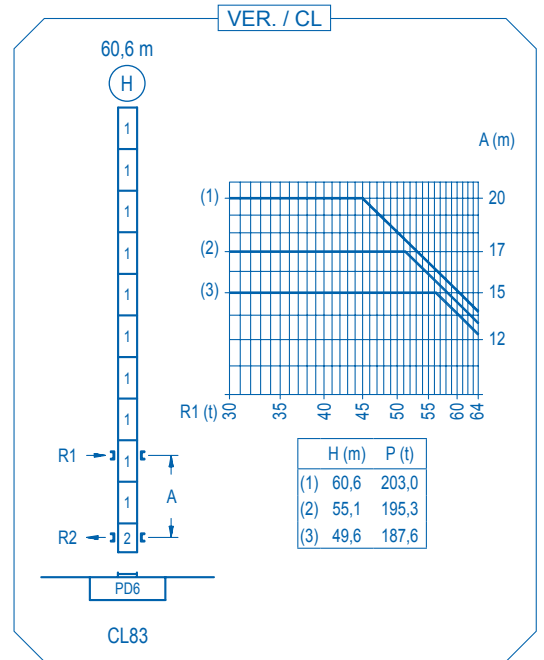 VER. / CL
60,6 m
H
1
1
1
1
1
1
1
1
1
1
2
R1
R2
A
PD6
CL83
A (m)
(1)
(2)
(3)
20
17
15
12
R1 (t)
30
35
40
45
50
55
60
64
H (m) P (t)
(1) 60,6 203,0
(2) 55,1 195,3
(3) 49,6 187,6